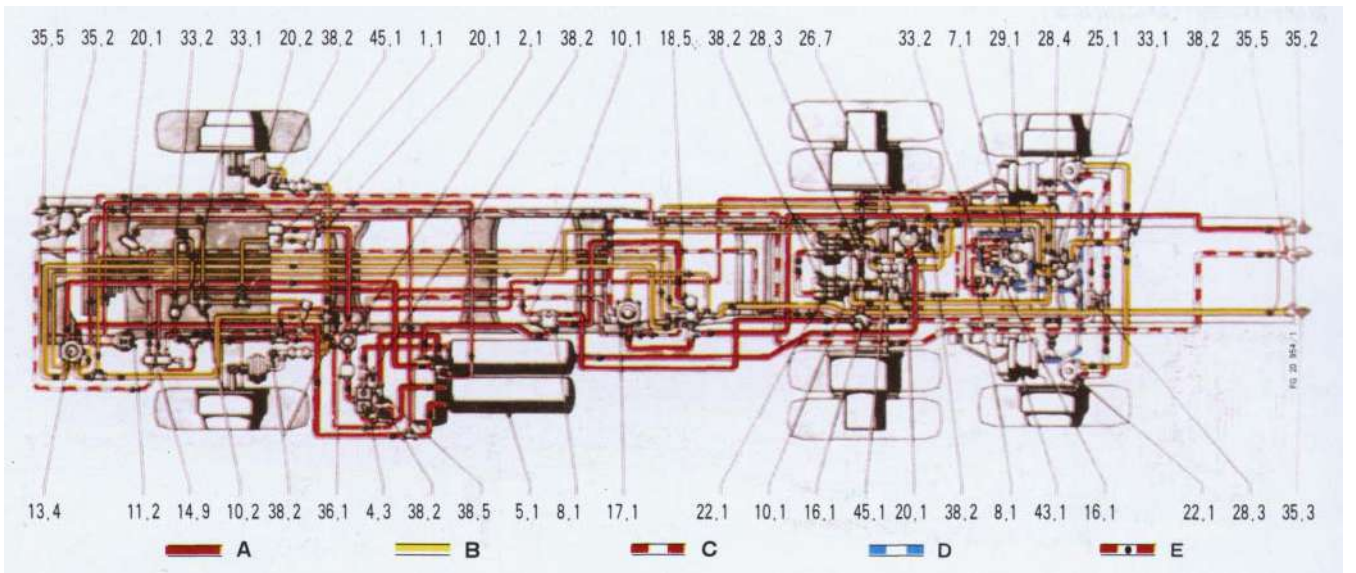 35,5 35,2 20,1 33,2 33,1 20,2 38,2 45,1 1,1 20,1 2,1 38,2 10,1 18,5 38,2 28,3 26,7 33,2 7,1 29,1 28,4 25,1 33,1 38,2 35,5 35,2
FG 20 954/1
13,4 11,2 14,9 10,2 38,2 36,1 4,3 38,2 38,5 5,1 8,1 17,1 22,1 10,1 16,1 45,1 20,1 38,2 8,1 43,1 16,1 22,1 28,3 35,3
A B C D E